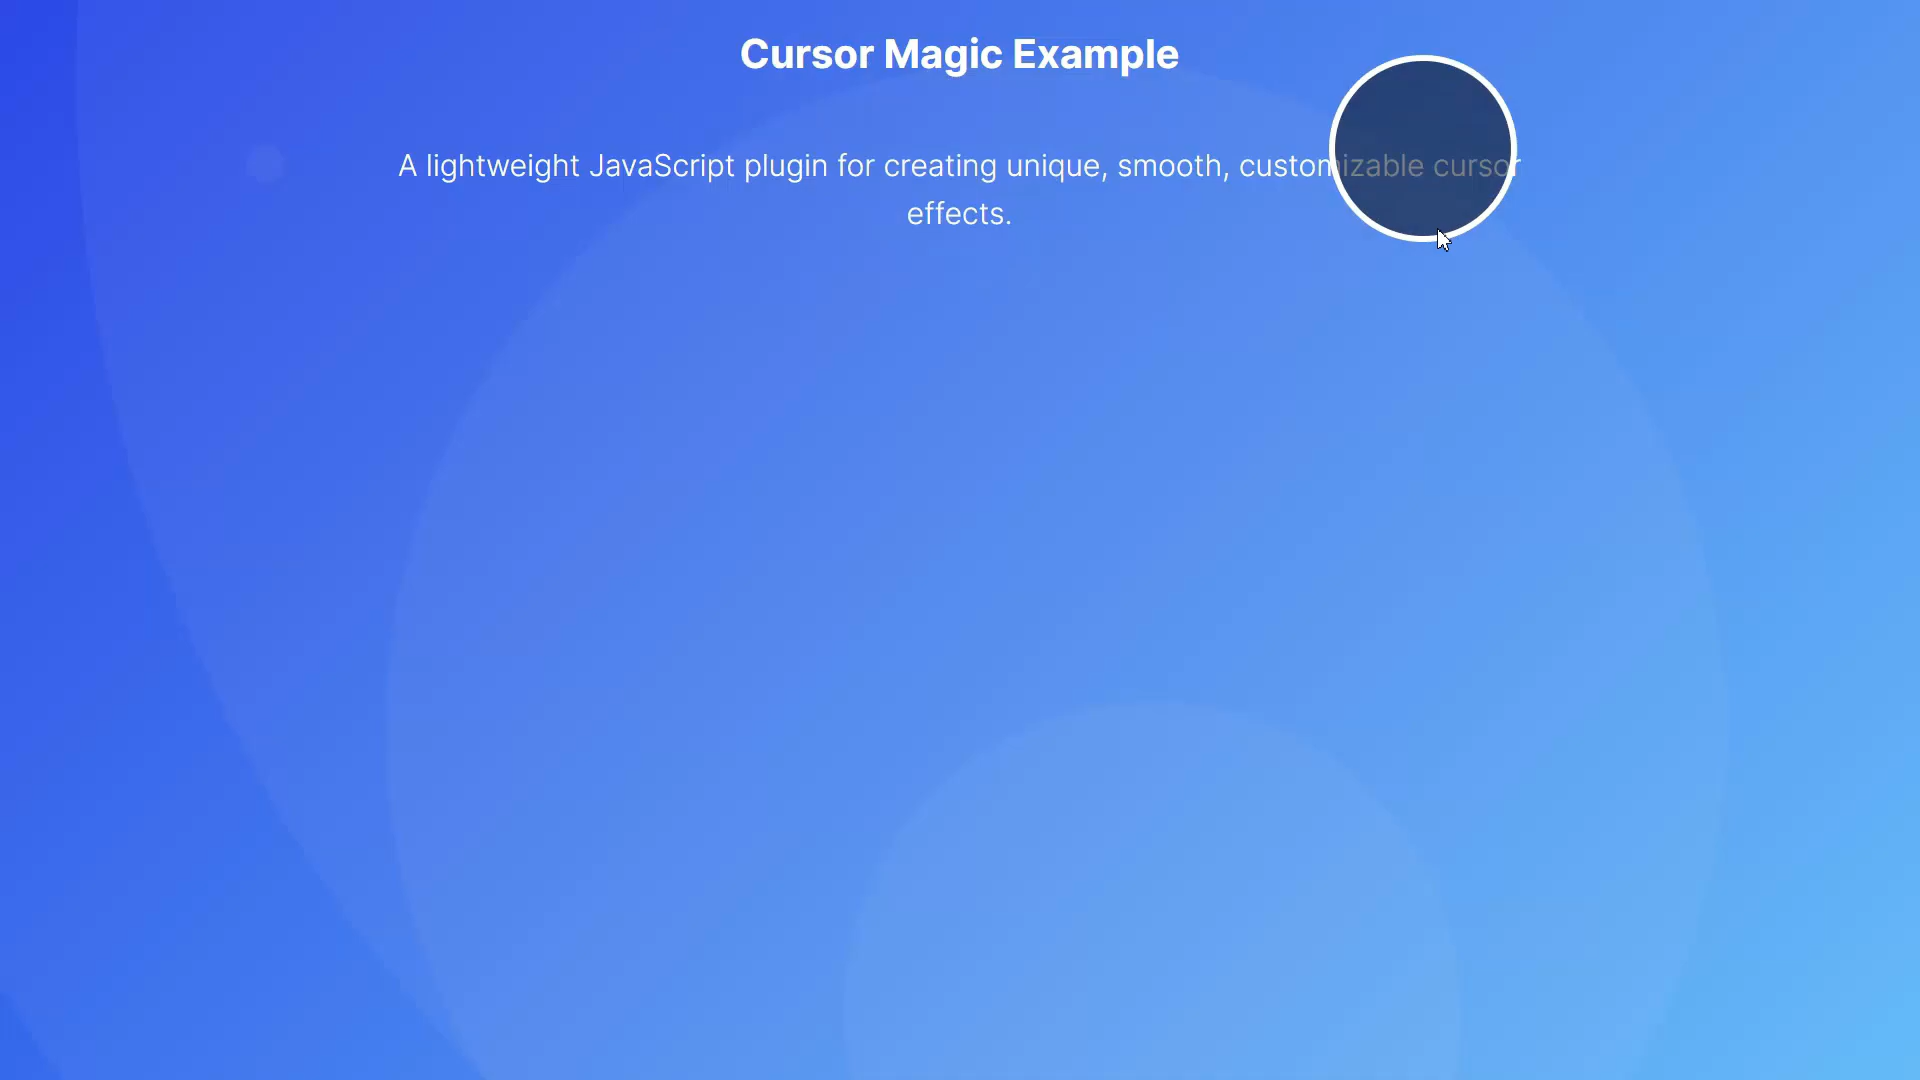 Cursor Magic Example
A lightweight JavaScript plugin for creating unique, smooth, customizable cursor
effects.